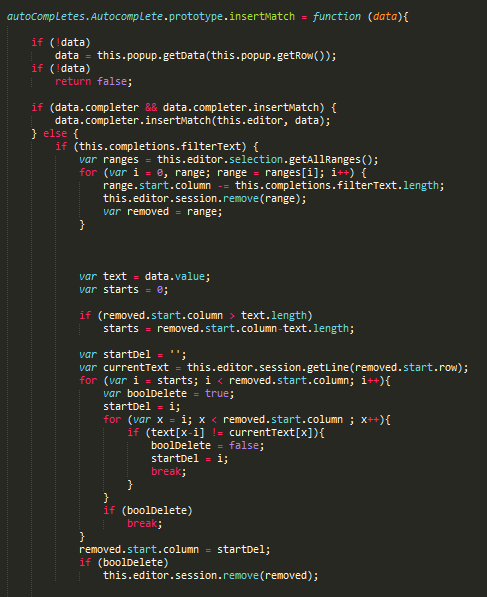 autoCompletes.Autocomplete.prototype.insertMatch = function (data){
if (!data)
data = this.popup.getData(this.popup.getRow());
if (!data)
return false;
if (data.completer && data.completer.insertMatch) {
data.completer.insertMatch(this.editor, data);
} else {
if (this.completions.filterText) {
var ranges = this.editor.selection.getAllRanges();
for (var i = 0, range; range = ranges[i]; i++) {
range.start.column -= this.completions.filterText.length;
this.editor.session.remove(range);
var removed = range;
}
var text = data.value;
var starts = 0;
if (removed.start.column > text.length)
starts = removed.start.column-text.length;
var startDel = '';
var currentText = this.editor.session.getLine(removed.start.row);
for (var i = starts; i < removed.start.column; i++){
var boolDelete = true;
startDel = i;
for (var x = i; x < removed.start.column ; x++){
if (text[x-i] != currentText[x]){
boolDelete = false;
startDel = i;
break;
}
}
if (boolDelete)
break;
}
removed.start.column = startDel;
if (boolDelete)
this.editor.session.remove(removed);